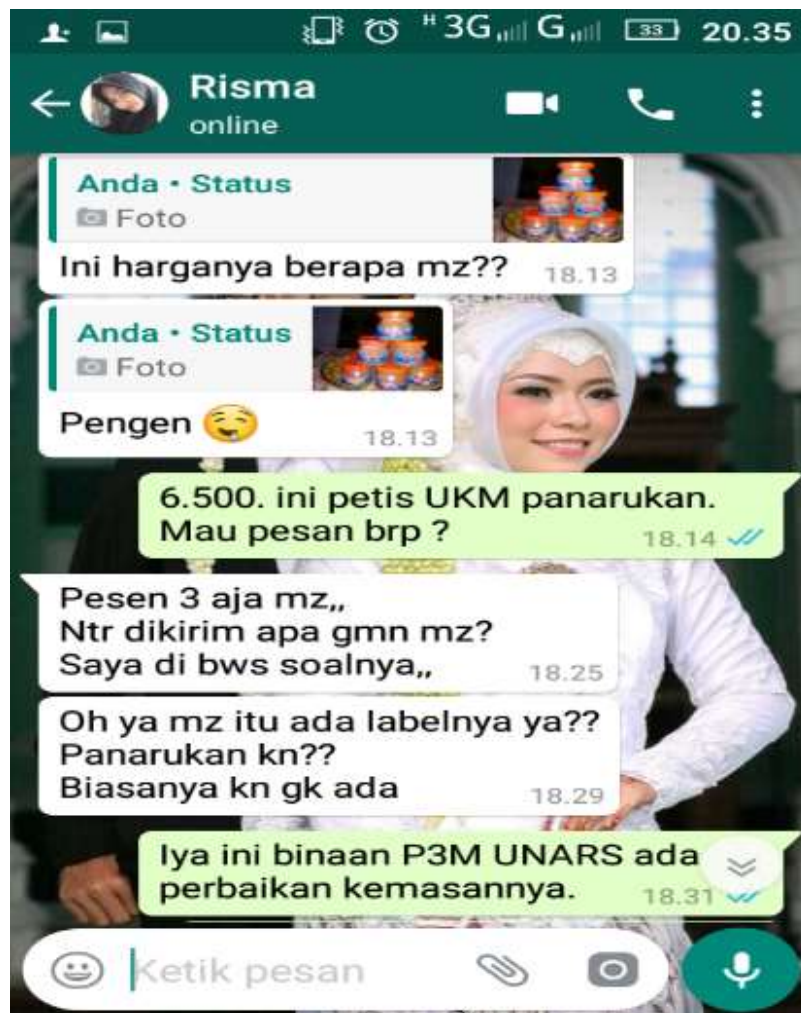 H 3G G 33 20.35
Risma
online
Anda • Status
Foto
Ini harganya berapa mz??
18.13
Anda • Status
Foto
Pengen 🤤
18.13
6.500. ini petis UKM panarukan.
Mau pesan brp ?
18.14
Pesen 3 aja mz,,
Ntr dikirim apa gmn mz?
Saya di bws soalnya,,
18.25
Oh ya mz itu ada labelnya ya??
Panarukan kn??
Biasanya kn gk ada
18.29
Iya ini binaan P3M UNARS ada
perbaikan kemasannya.
18.31
Ketik pesan